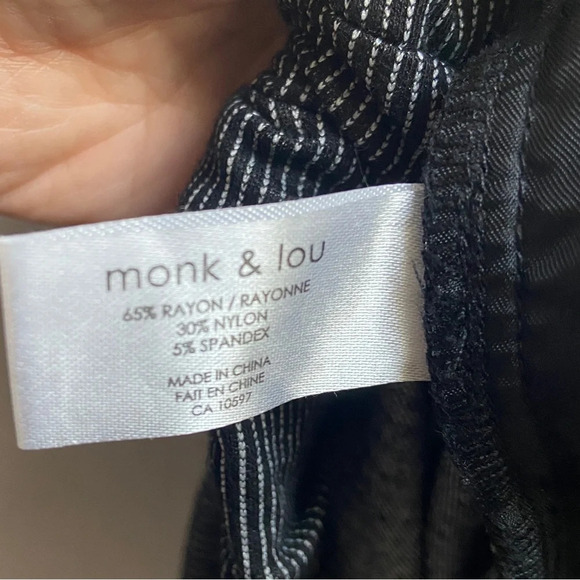 monk & lou
65% RAYON / RAYONNE
30% NYLON
5% SPANDEX
MADE IN CHINA
FAIT EN CHINE
CA 10597